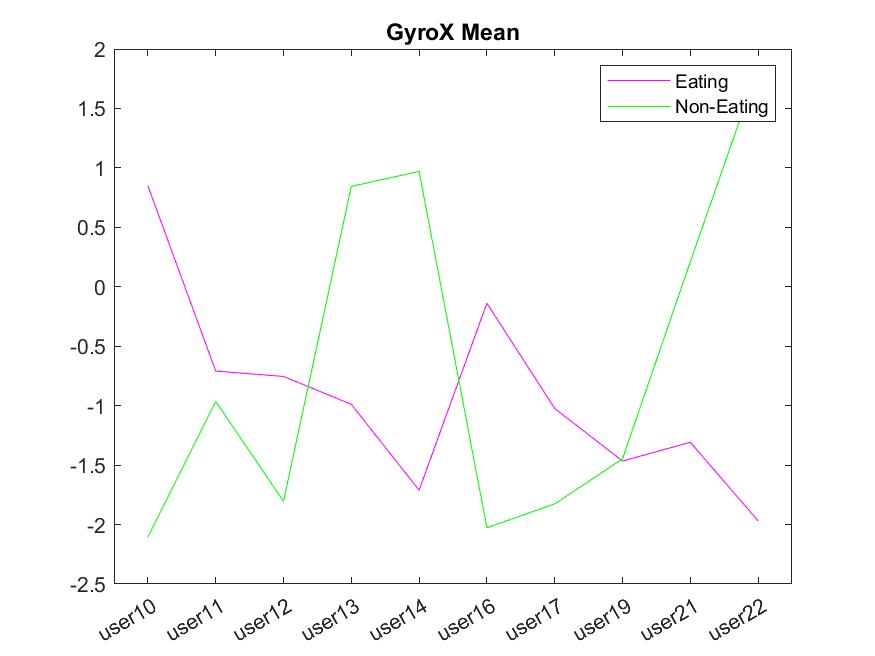 GyroX Mean
2
1.5
1
0.5
0
-0.5
-1
-1.5
-2
-2.5
Eating
Non-Eating
user10
user11
user12
user13
user14
user16
user17
user19
user21
user22